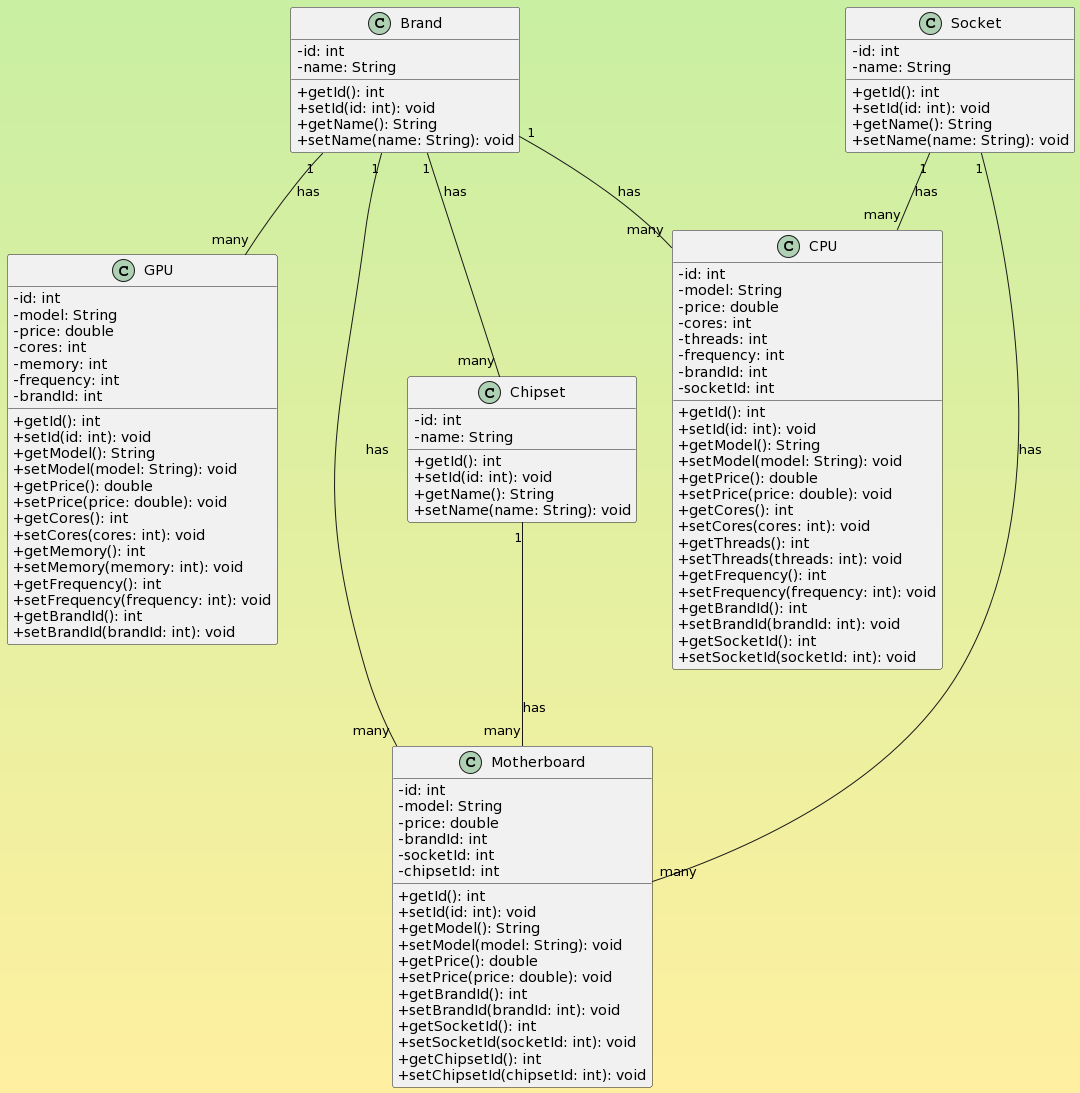 C Brand
-id: int
-name: String
+getId(): int
+setId(id: int): void
+getName(): String
+setName(name: String): void
C Socket
-id: int
-name: String
+getId(): int
+setId(id: int): void
+getName(): String
+setName(name: String): void
1
1
1
1
1
1
has
has
has
has
many
many
many
C GPU
-id: int
-model: String
-price: double
-cores: int
-memory: int
-frequency: int
-brandId: int
+getId(): int
+setId(id: int): void
+getModel(): String
+setModel(model: String): void
+getPrice(): double
+setPrice(price: double): void
+getCores(): int
+setCores(cores: int): void
+getMemory(): int
+setMemory(memory: int): void
+getFrequency(): int
+setFrequency(frequency: int): void
+getBrandId(): int
+setBrandId(brandId: int): void
has
many
C Chipset
-id: int
-name: String
+getId(): int
+setId(id: int): void
+getName(): String
+setName(name: String): void
C CPU
-id: int
-model: String
-price: double
-cores: int
-threads: int
-frequency: int
-brandId: int
-socketId: int
+getId(): int
+setId(id: int): void
+getModel(): String
+setModel(model: String): void
+getPrice(): double
+setPrice(price: double): void
+getCores(): int
+setCores(cores: int): void
+getThreads(): int
+setThreads(threads: int): void
+getFrequency(): int
+setFrequency(frequency: int): void
+getBrandId(): int
+setBrandId(brandId: int): void
+getSocketId(): int
+setSocketId(socketId: int): void
has
1
has
many
many
many
C Motherboard
-id: int
-model: String
-price: double
-brandId: int
-socketId: int
-chipsetId: int
+getId(): int
+setId(id: int): void
+getModel(): String
+setModel(model: String): void
+getPrice(): double
+setPrice(price: double): void
+getBrandId(): int
+setBrandId(brandId: int): void
+getSocketId(): int
+setSocketId(socketId: int): void
+getChipsetId(): int
+setChipsetId(chipsetId: int): void